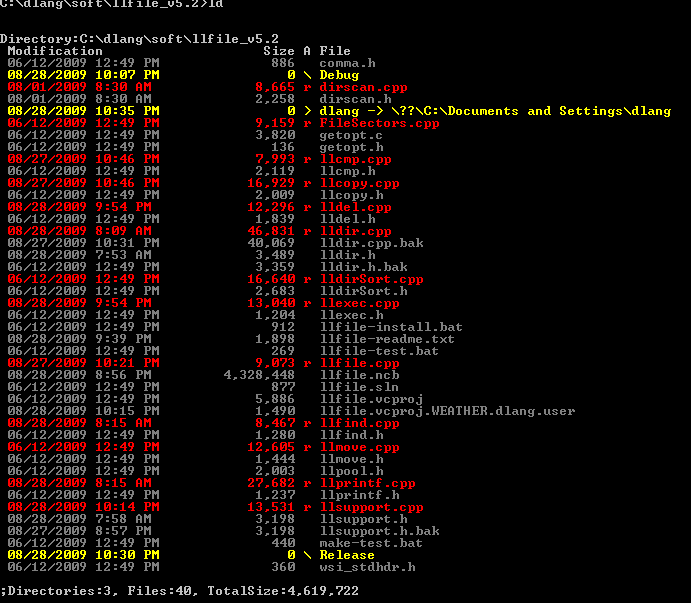 C:\dlang\soft\llfile_v5.2>ld
Directory:C:\dlang\soft\llfile_v5.2
Modification Size A File
06/12/2009 12:49 PM 886 comma.h
08/28/2009 10:07 PM 0 \ Debug
08/01/2009 8:30 AM 8,665 r dirscan.cpp
08/01/2009 8:30 AM 2,258 dirscan.h
08/28/2009 10:35 PM 0 > dlang -> \??\C:\Documents and Settings\dlang
06/12/2009 12:49 PM 9,159 r FileSectors.cpp
06/12/2009 12:49 PM 3,820 getopt.c
06/12/2009 12:49 PM 136 getopt.h
08/27/2009 10:46 PM 7,993 r llcmp.cpp
06/12/2009 12:49 PM 2,119 llcmp.h
08/27/2009 10:46 PM 16,929 r llcopy.cpp
06/12/2009 12:49 PM 2,009 llcopy.h
08/28/2009 9:54 PM 12,296 r lldel.cpp
06/12/2009 12:49 PM 1,839 lldel.h
08/28/2009 8:09 AM 46,831 r lldir.cpp
08/27/2009 10:31 PM 40,069 lldir.cpp.bak
08/28/2009 7:53 AM 3,489 lldir.h
06/12/2009 12:49 PM 3,359 lldir.h.bak
06/12/2009 12:49 PM 16,640 r lldirSort.cpp
06/12/2009 12:49 PM 2,683 lldirSort.h
08/28/2009 9:54 PM 13,040 r llexec.cpp
06/12/2009 12:49 PM 1,204 llexec.h
06/12/2009 12:49 PM 912 llfile-install.bat
08/28/2009 9:39 PM 1,898 llfile-readme.txt
06/12/2009 12:49 PM 269 llfile-test.bat
08/27/2009 10:21 PM 9,073 r llfile.cpp
08/28/2009 8:56 PM 4,328,448 llfile.ncb
06/12/2009 12:49 PM 877 llfile.sln
06/12/2009 12:49 PM 5,886 llfile.vcproj
08/28/2009 10:15 PM 1,490 llfile.vcproj.WEATHER.dlang.user
08/28/2009 8:15 AM 8,467 r llfind.cpp
06/12/2009 12:49 PM 1,280 llfind.h
06/12/2009 12:49 PM 12,605 r llmove.cpp
06/12/2009 12:49 PM 1,444 llmove.h
06/12/2009 12:49 PM 2,003 llpool.h
08/28/2009 8:15 AM 27,682 r llprintf.cpp
06/12/2009 12:49 PM 1,237 llprintf.h
08/28/2009 10:14 PM 13,531 r llsupport.cpp
08/28/2009 7:58 AM 3,198 llsupport.h
08/27/2009 8:57 PM 3,198 llsupport.h.bak
06/12/2009 12:49 PM 440 make-test.bat
08/28/2009 10:30 PM 0 \ Release
06/12/2009 12:49 PM 360 wsi_stdhdr.h
;Directories:3, Files:40, TotalSize:4,619,722